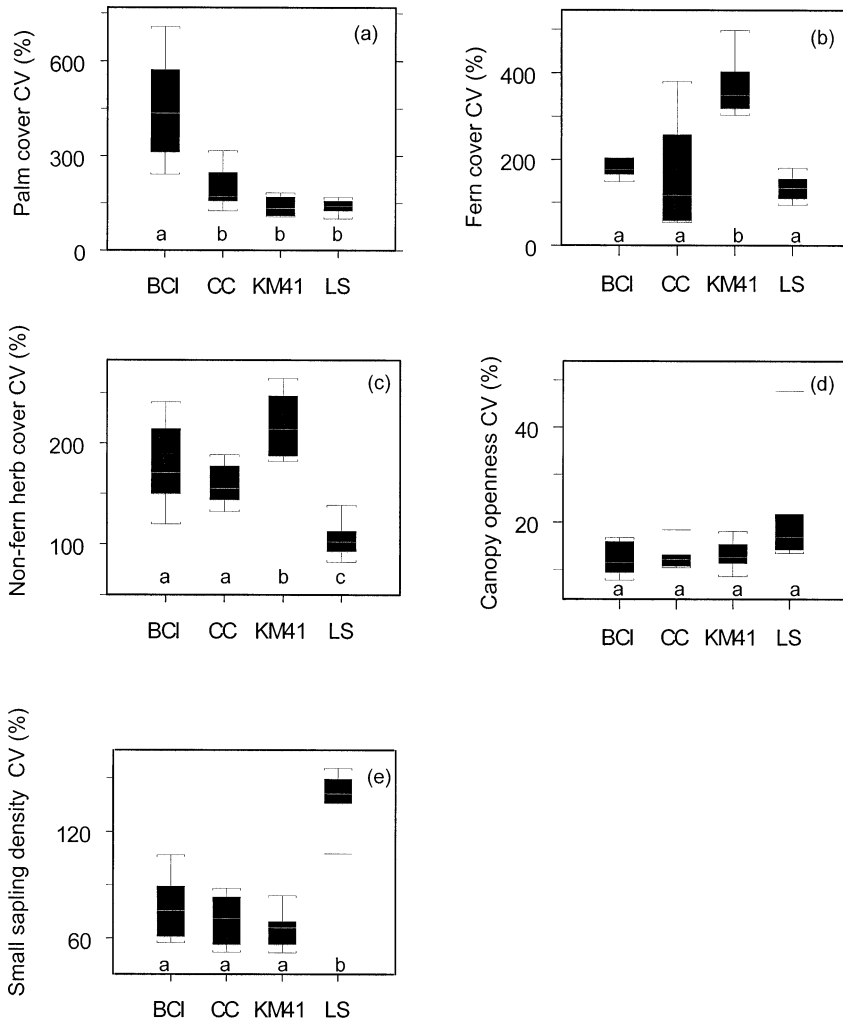 (a)
Palm cover CV (%)
600
300
0
a b b b
BCI CC KM41 LS
(b)
Fern cover CV (%)
400
200
0
a a b a
BCI CC KM41 LS
(c)
Non-fern herb cover CV (%)
200
100
a a b c
BCI CC KM41 LS
(d)
Canopy openness CV (%)
40
20
a a a a
BCI CC KM41 LS
(e)
Small sapling density CV (%)
120
60
a a a b
BCI CC KM41 LS